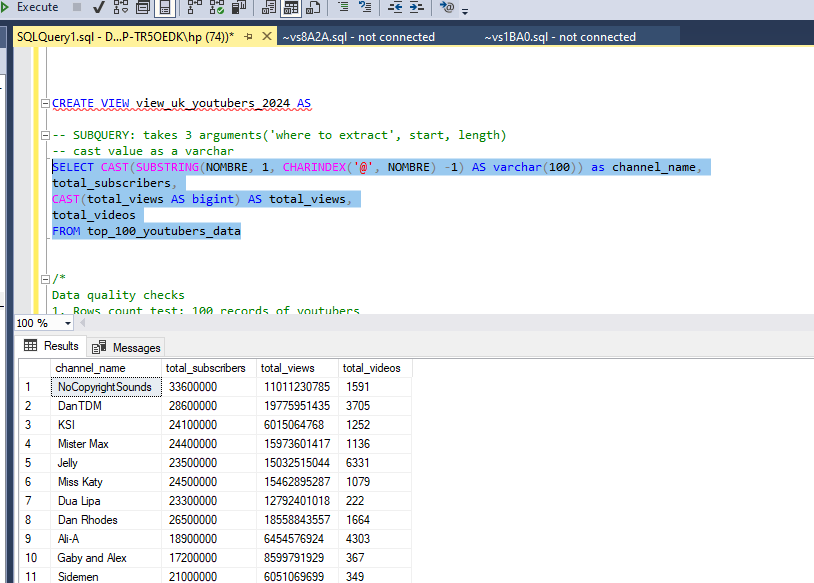 Execute
SQLQuery1.sql - D...P-TR5OEDK\hp (74))*
~vs8A2A.sql - not connected
~vs1BA0.sql - not connected
CREATE VIEW view_uk_youtubers_2024 AS
-- SUBQUERY: takes 3 arguments('where to extract', start, length)
-- cast value as a varchar
SELECT CAST(SUBSTRING(NOMBRE, 1, CHARINDEX('@', NOMBRE) -1) AS varchar(100)) as channel_name,
total_subscribers,
CAST(total_views AS bigint) AS total_views,
total_videos
FROM top_100_youtubers_data
/*
Data quality checks
1. Rows count test: 100 records of youtubers
100 %
Results Messages
channel_name total_subscribers total_views total_videos
1 NoCopyrightSounds 33600000 11011230785 1591
2 DanTDM 28600000 19775951435 3705
3 KSI 24100000 6015064768 1252
4 Mister Max 24400000 15973601417 1136
5 Jelly 23500000 15032515044 6331
6 Miss Katy 24500000 15462895287 1079
7 Dua Lipa 23300000 12792401018 222
8 Dan Rhodes 26500000 18558843557 1664
9 Ali-A 18900000 6454576924 4303
10 Gaby and Alex 17200000 8599791929 367
11 Sidemen 21000000 6051069699 349